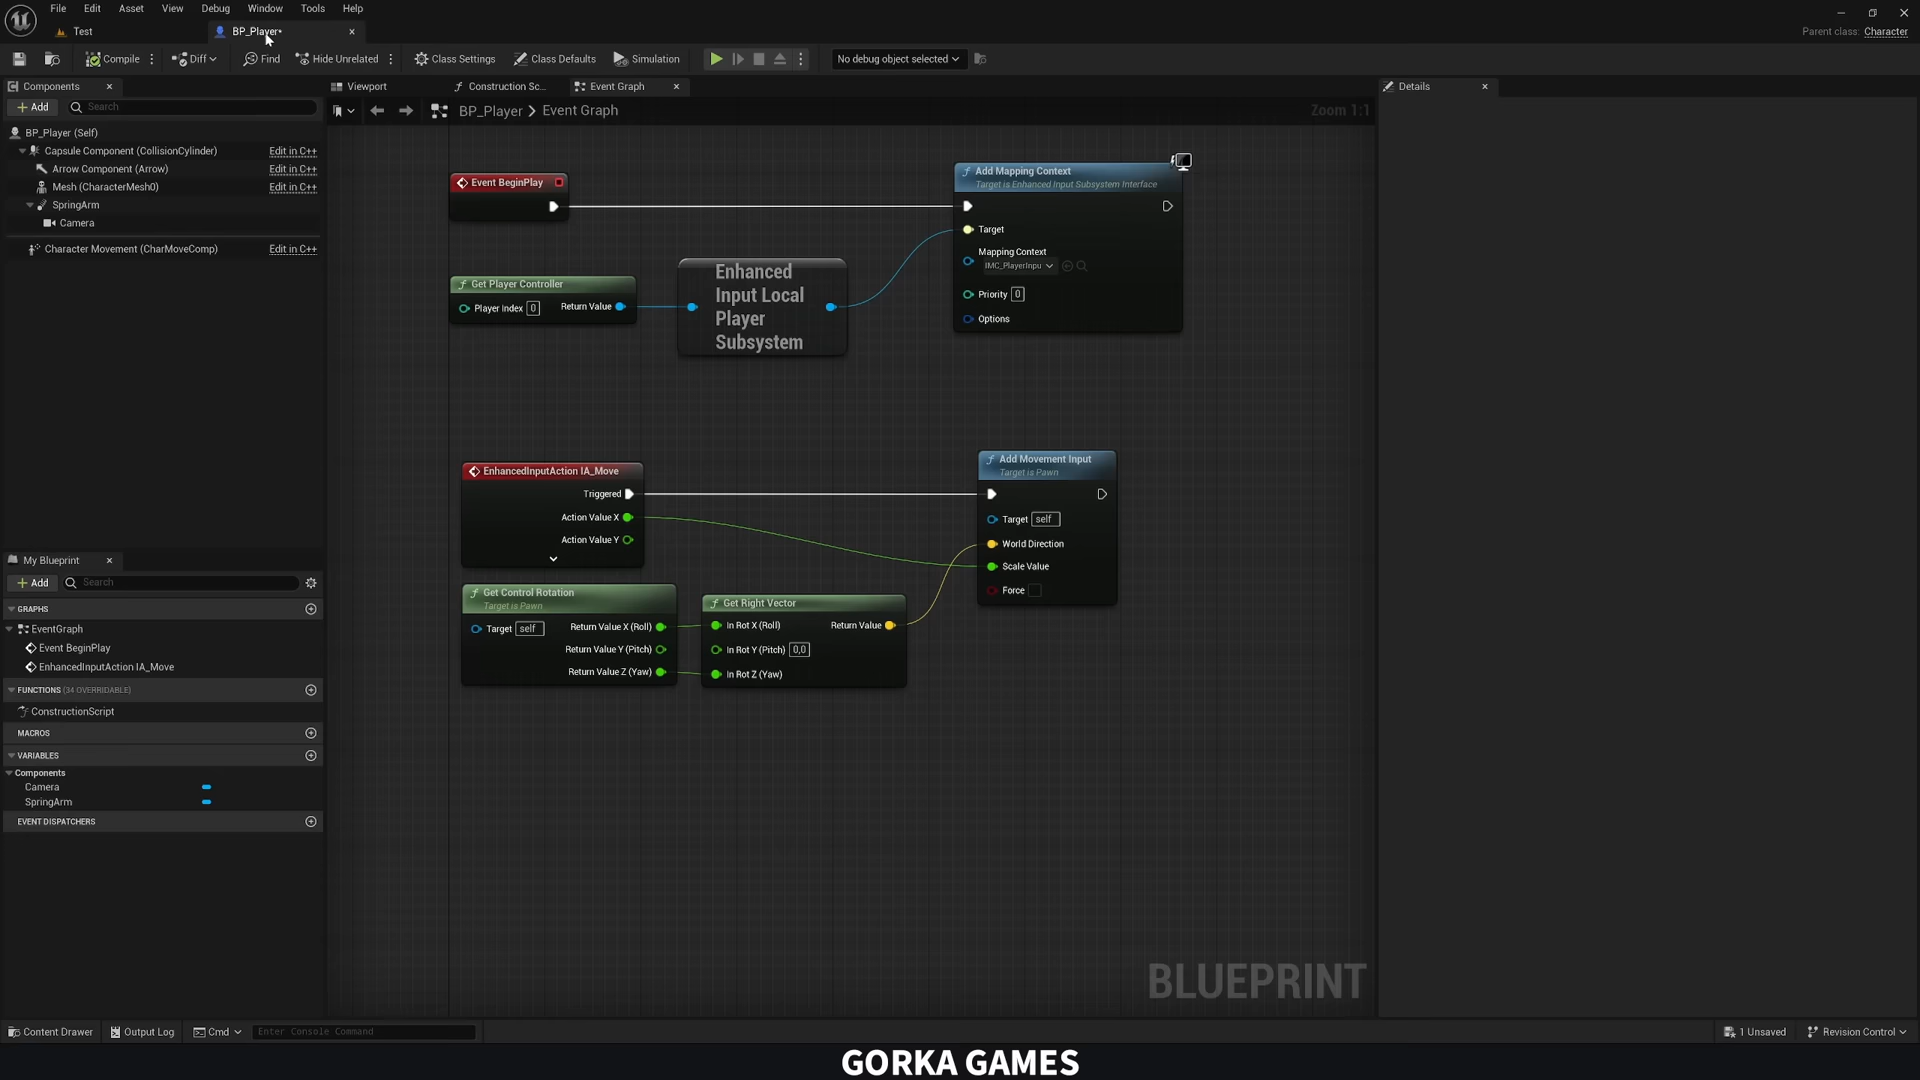 File Edit Asset View Debug Window Tools Help
Test
BP_Player•
Parent class: Character
Compile Diff Find Hide Unrelated Class Settings Class Defaults Simulation No debug object selected
Components
Viewport
Construction Sc...
Event Graph
Details
Add
Search
BP_Player > Event Graph
Zoom 1:1
BP_Player (Self)
Capsule Component (CollisionCylinder) Edit in C++
Arrow Component (Arrow) Edit in C++
Mesh (CharacterMesh0) Edit in C++
SpringArm
Camera
Character Movement (CharMoveComp) Edit in C++
Event BeginPlay
Add Mapping Context
Target is Enhanced Input Subsystem Interface
Target
Mapping Context
IMC_PlayerInpu
Priority 0
Options
Get Player Controller
Player Index 0 Return Value
Enhanced
Input Local
Player
Subsystem
EnhancedInputAction IA_Move
Triggered
Action Value X
Action Value Y
Add Movement Input
Target is Pawn
Target self
World Direction
Scale Value
Force
Get Control Rotation
Target is Pawn
Target self
Return Value X (Roll)
Return Value Y (Pitch)
Return Value Z (Yaw)
Get Right Vector
In Rot X (Roll) Return Value
In Rot Y (Pitch) 0,0
In Rot Z (Yaw)
My Blueprint
Add
Search
GRAPHS
EventGraph
Event BeginPlay
EnhancedInputAction IA_Move
FUNCTIONS (34 OVERRIDABLE)
ConstructionScript
MACROS
VARIABLES
Components
Camera
SpringArm
EVENT DISPATCHERS
BLUEPRINT
Content Drawer Output Log Cmd Enter Console Command
1 Unsaved Revision Control
GORKA GAMES